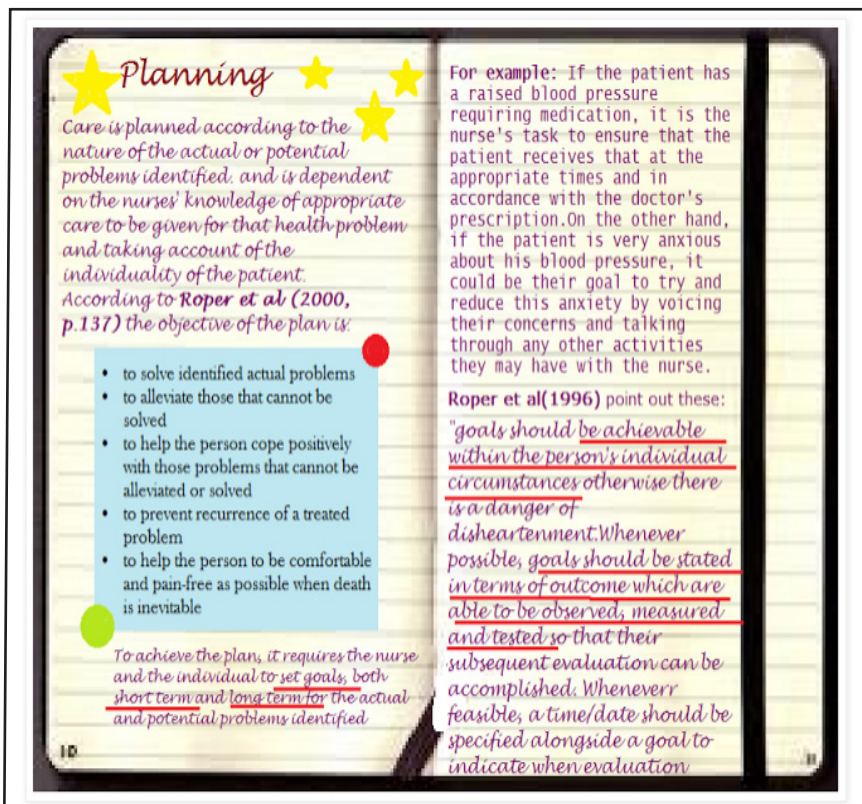 Planning
Care is planned according to the
nature of the actual or potential
problems identified. and is dependent
on the nurses' knowledge of appropriate
care to be given for that health problem
and taking account of the
individuality of the patient.
According to Roper et al (2000,
p.137) the objective of the plan is:
• to solve identified actual problems
• to alleviate those that cannot be
solved
• to help the person cope positively
with those problems that cannot be
alleviated or solved
• to prevent recurrence of a treated
problem
• to help the person to be comfortable
and pain-free as possible when death
is inevitable
To achieve the plan, it requires the nurse
and the individual to set goals, both
short term and long term for the actual
and potential problems identified
10
For example: If the patient has
a raised blood pressure
requiring medication, it is the
nurse's task to ensure that the
patient receives that at the
appropriate times and in
accordance with the doctor's
prescription.On the other hand,
if the patient is very anxious
about his blood pressure, it
could be their goal to try and
reduce this anxiety by voicing
their concerns and talking
through any other activities
they may have with the nurse.
Roper et al(1996) point out these:
"goals should be achievable
within the person's individual
circumstances otherwise there
is a danger of
disheartenment.Whenever
possible, goals should be stated
in terms of outcome which are
able to be observed, measured
and tested so that their
subsequent evaluation can be
accomplished. Wheneverr
feasible, a time/date should be
specified alongside a goal to
indicate when evaluation
11